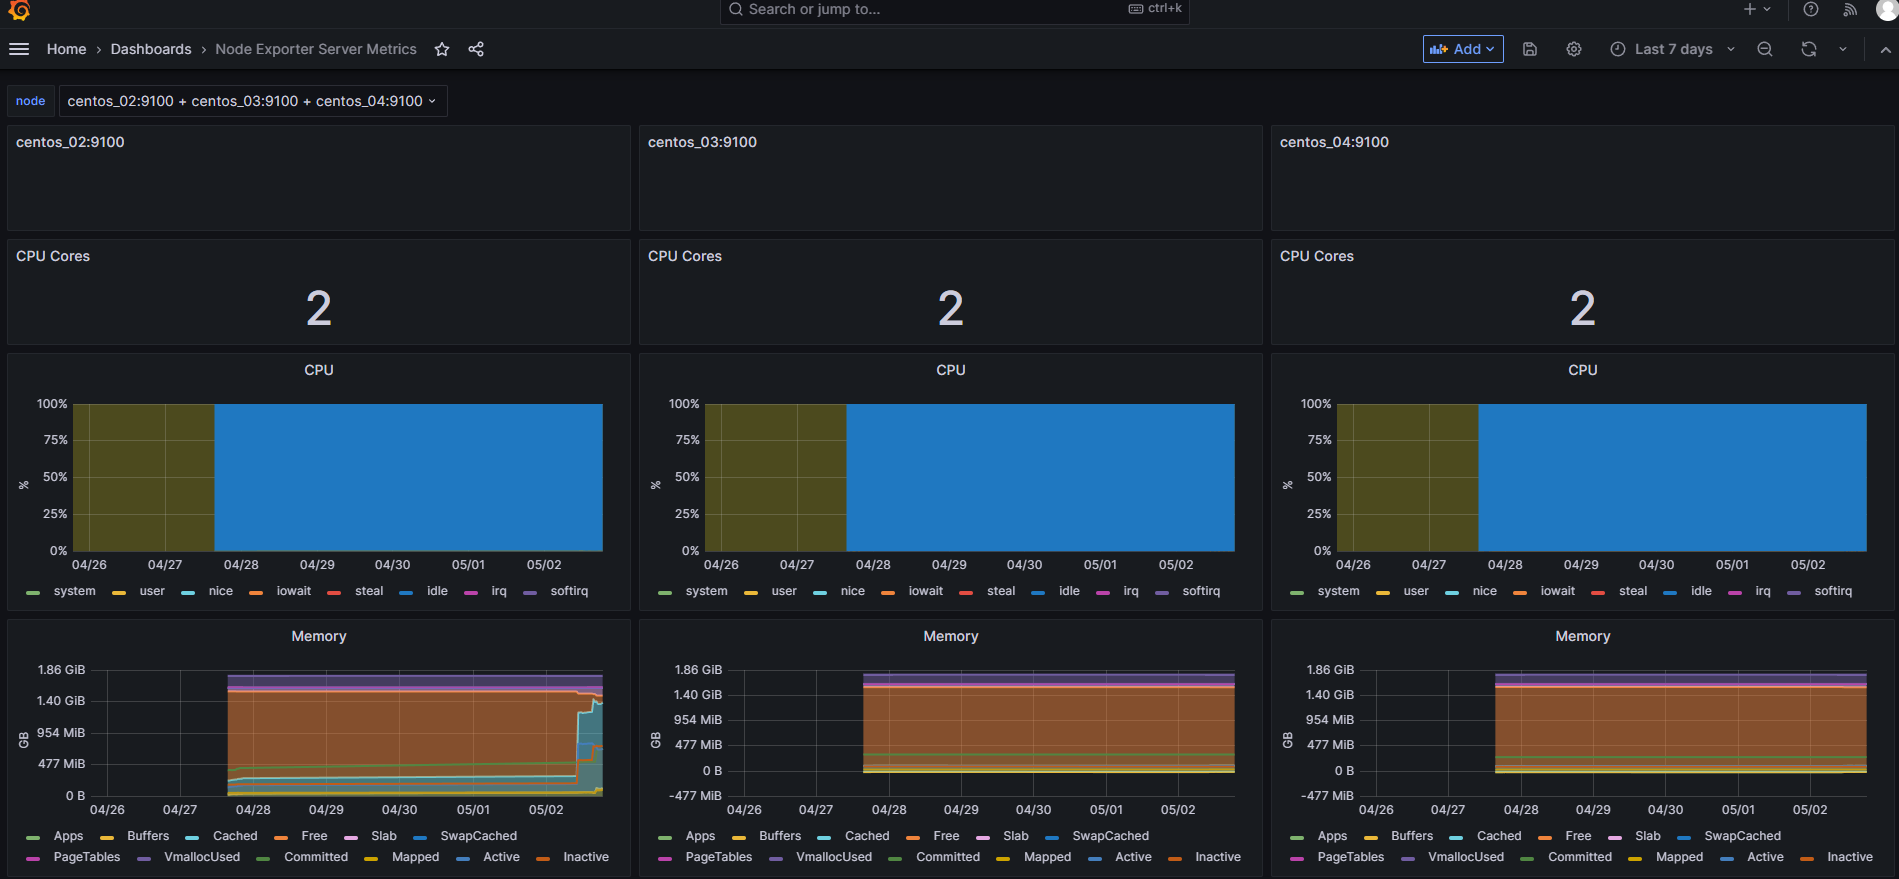 Search or jump to... ctrl+k
Home › Dashboards › Node Exporter Server Metrics Add Last 7 days
node centos_02:9100 + centos_03:9100 + centos_04:9100
centos_02:9100
centos_03:9100
centos_04:9100
CPU Cores
2
CPU Cores
2
CPU Cores
2
CPU
%
100%
75%
50%
25%
0%
04/26 04/27 04/28 04/29 04/30 05/01 05/02
system user nice iowait steal idle irq softirq
CPU
%
100%
75%
50%
25%
0%
04/26 04/27 04/28 04/29 04/30 05/01 05/02
system user nice iowait steal idle irq softirq
CPU
%
100%
75%
50%
25%
0%
04/26 04/27 04/28 04/29 04/30 05/01 05/02
system user nice iowait steal idle irq softirq
Memory
GB
1.86 GiB
1.40 GiB
954 MiB
477 MiB
0 B
04/26 04/27 04/28 04/29 04/30 05/01 05/02
Apps Buffers Cached Free Slab SwapCached
PageTables VmallocUsed Committed Mapped Active Inactive
Memory
GB
1.86 GiB
1.40 GiB
954 MiB
477 MiB
0 B
-477 MiB
04/26 04/27 04/28 04/29 04/30 05/01 05/02
Apps Buffers Cached Free Slab SwapCached
PageTables VmallocUsed Committed Mapped Active Inactive
Memory
GB
1.86 GiB
1.40 GiB
954 MiB
477 MiB
0 B
-477 MiB
04/26 04/27 04/28 04/29 04/30 05/01 05/02
Apps Buffers Cached Free Slab SwapCached
PageTables VmallocUsed Committed Mapped Active Inactive